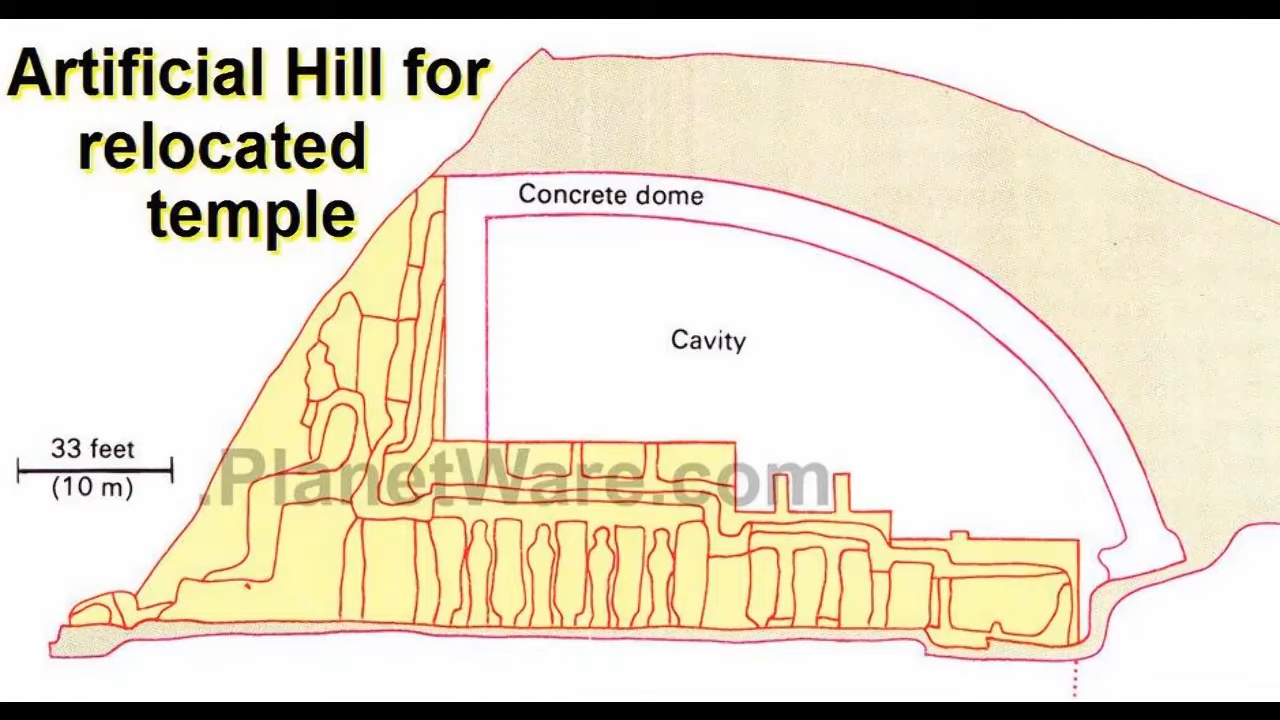 Artificial Hill for
relocated
temple
Concrete dome
Cavity
33 feet
(10 m)
.PlanetWare.com